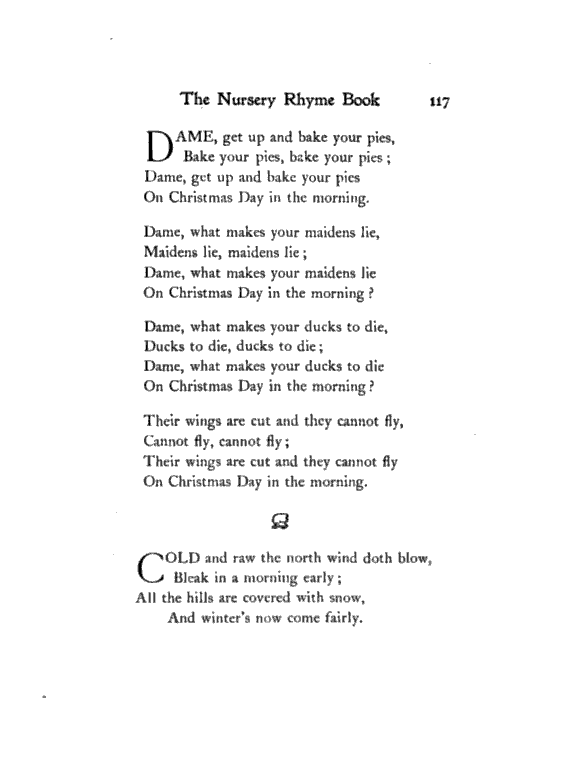 The Nursery Rhyme Book 117
DAME, get up and bake your pies,
Bake your pies, bake your pies ;
Dame, get up and bake your pies
On Christmas Day in the morning.
Dame, what makes your maidens lie,
Maidens lie, maidens lie ;
Dame, what makes your maidens lie
On Christmas Day in the morning ?
Dame, what makes your ducks to die,
Ducks to die, ducks to die ;
Dame, what makes your ducks to die
On Christmas Day in the morning ?
Their wings are cut and they cannot fly,
Cannot fly, cannot fly ;
Their wings are cut and they cannot fly
On Christmas Day in the morning.
COLD and raw the north wind doth blow,
Bleak in a morning early ;
All the hills are covered with snow,
And winter's now come fairly.